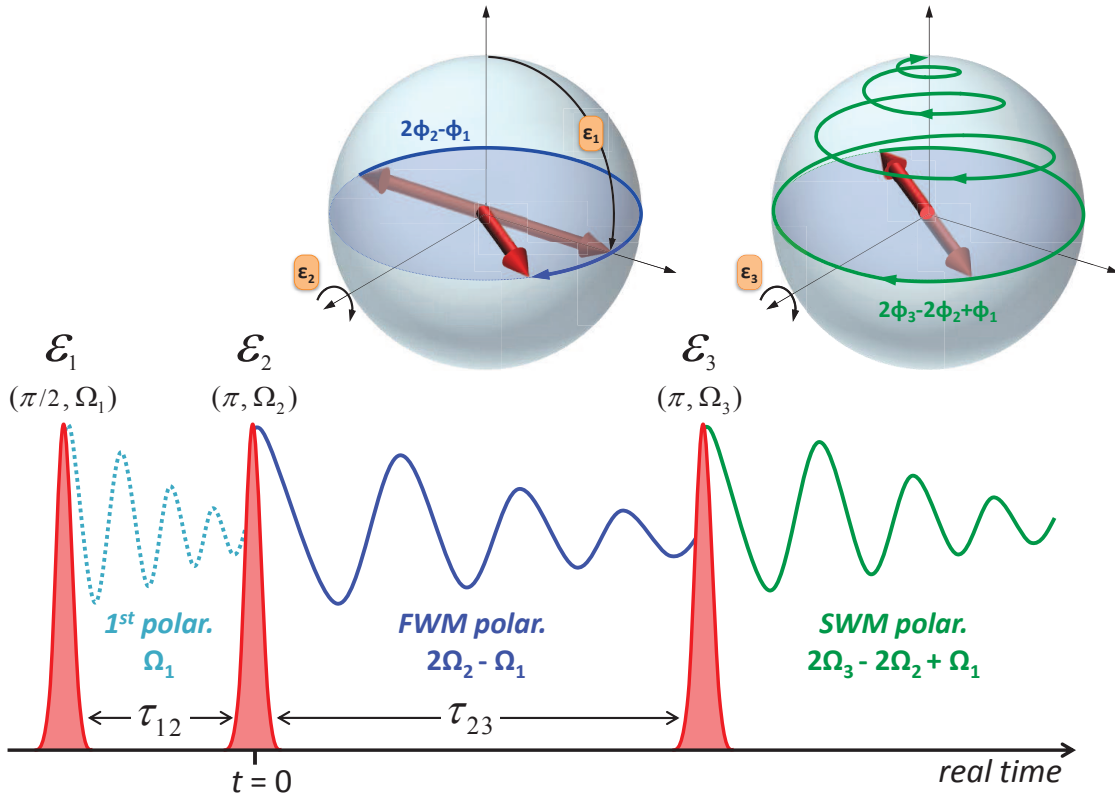 ε₁
2ϕ₂-ϕ₁
ε₂
ε₃
2ϕ₃-2ϕ₂+ϕ₁
ℰ₁
(π/2, Ω₁)
ℰ₂
(π, Ω₂)
ℰ₃
(π, Ω₃)
1ˢᵗ polar.
Ω₁
FWM polar.
2Ω₂ - Ω₁
SWM polar.
2Ω₃ - 2Ω₂ + Ω₁
τ₁₂
τ₂₃
t = 0
real time